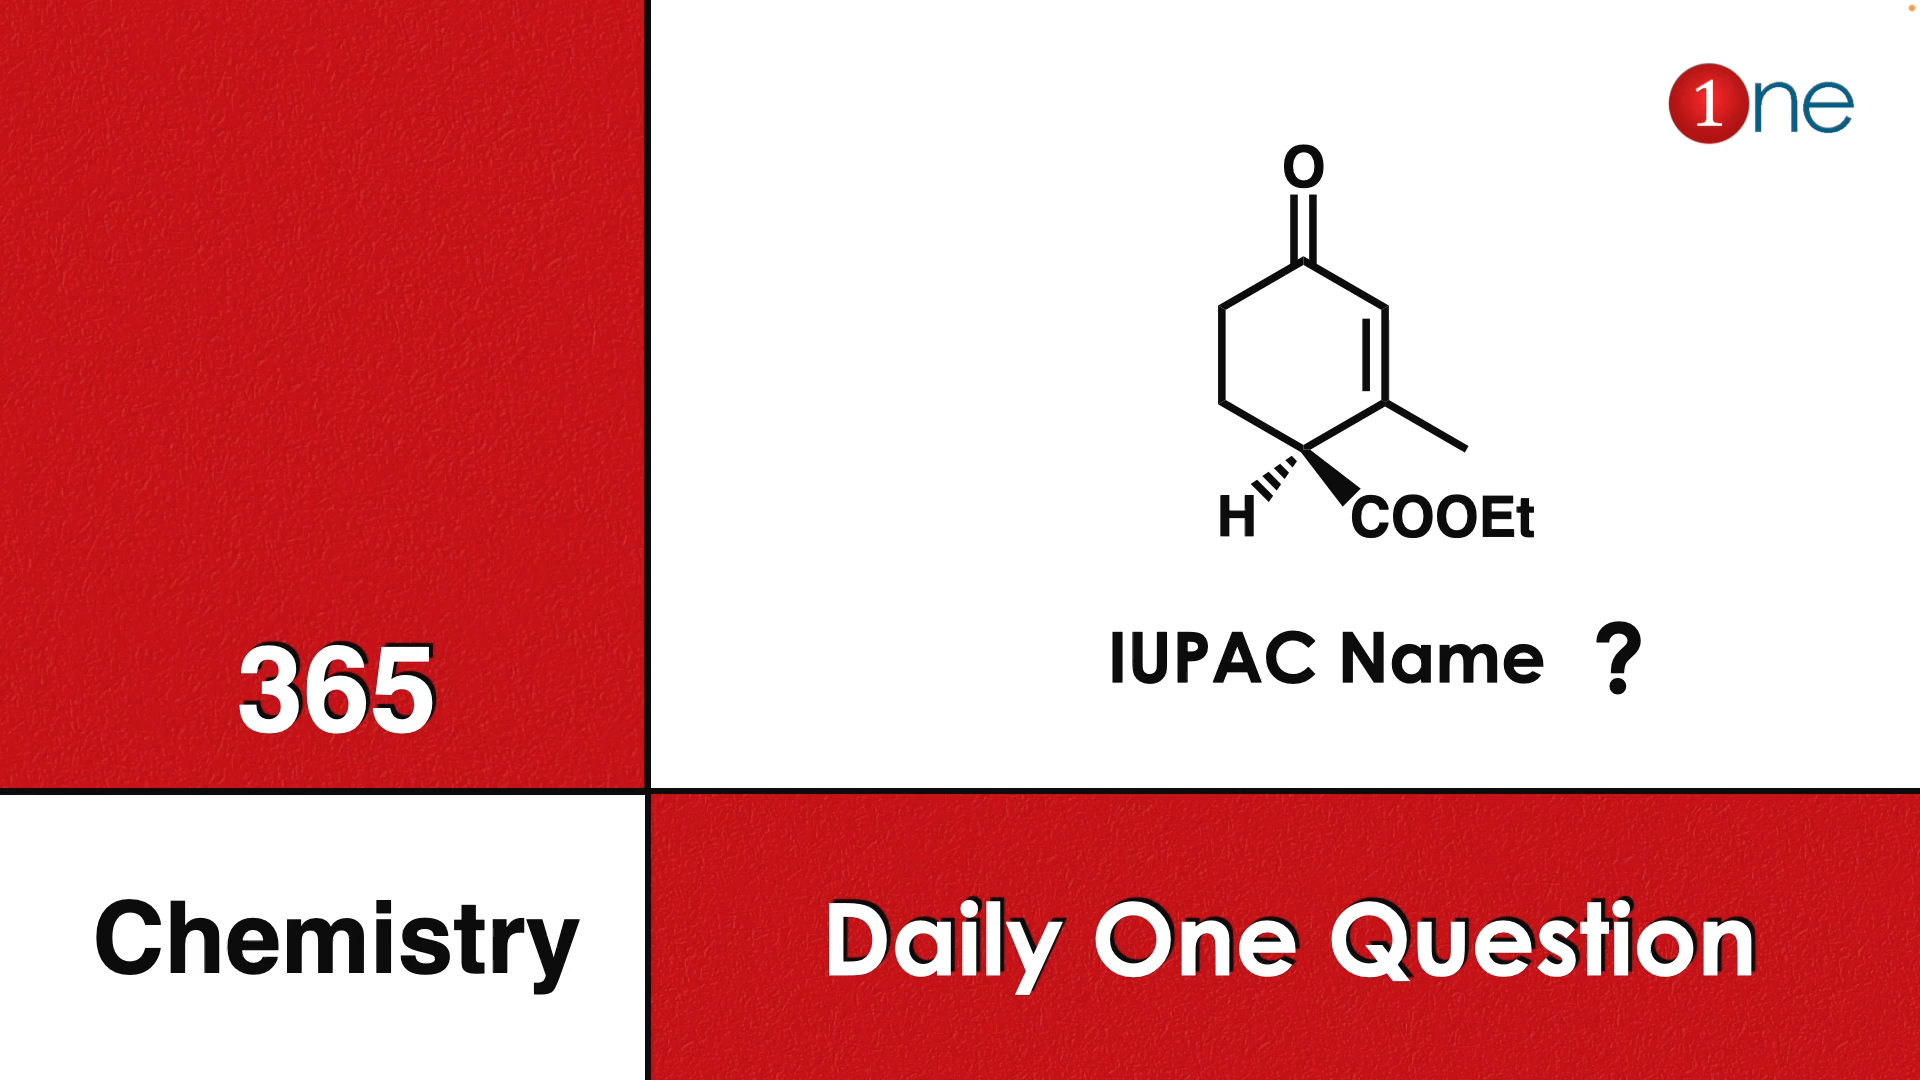 1ne
O
H
COOEt
IUPAC Name ?
365
Chemistry
Daily One Question